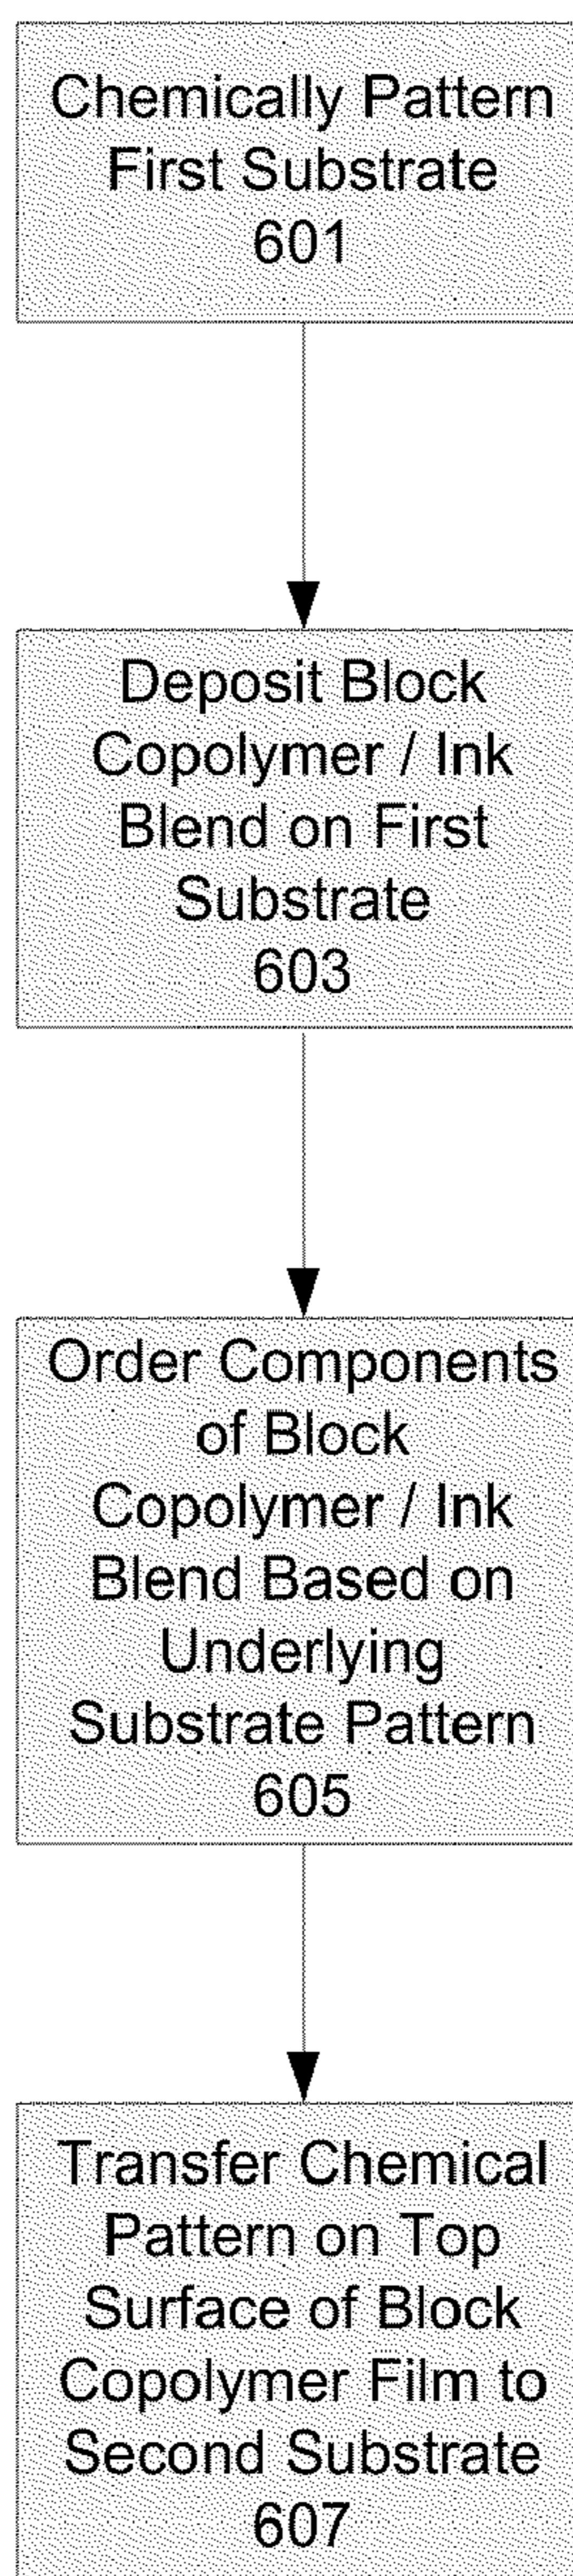 Chemically Pattern
First Substrate
601
Deposit Block
Copolymer / Ink
Blend on First
Substrate
603
Order Components
of Block
Copolymer / Ink
Blend Based on
Underlying
Substrate Pattern
605
Transfer Chemical
Pattern on Top
Surface of Block
Copolymer Film to
Second Substrate
607